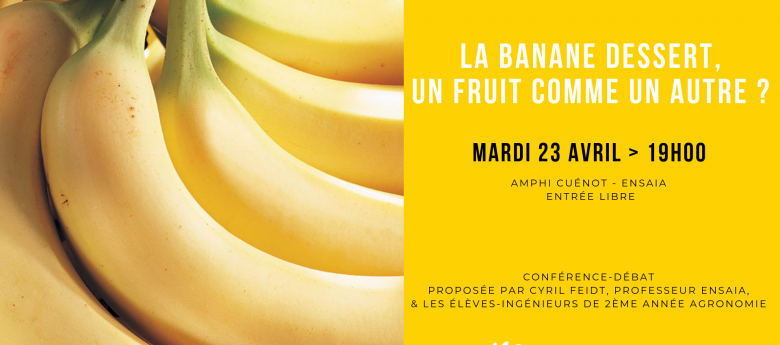 LA BANANE DESSERT,
UN FRUIT COMME UN AUTRE ?
MARDI 23 AVRIL > 19H00
AMPHI CUÉNOT - ENSAIA
ENTRÉE LIBRE
CONFÉRENCE-DÉBAT
PROPOSÉE PAR CYRIL FEIDT, PROFESSEUR ENSAIA,
& LES ÉLÈVES-INGÉNIEURS DE 2ÈME ANNÉE AGRONOMIE